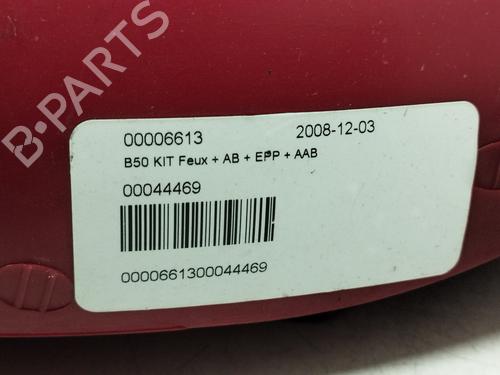 00006613 2008-12-03
B50 KIT Feux + AB + EPP + AAB
00044469
0000661300044469
B-PARTS